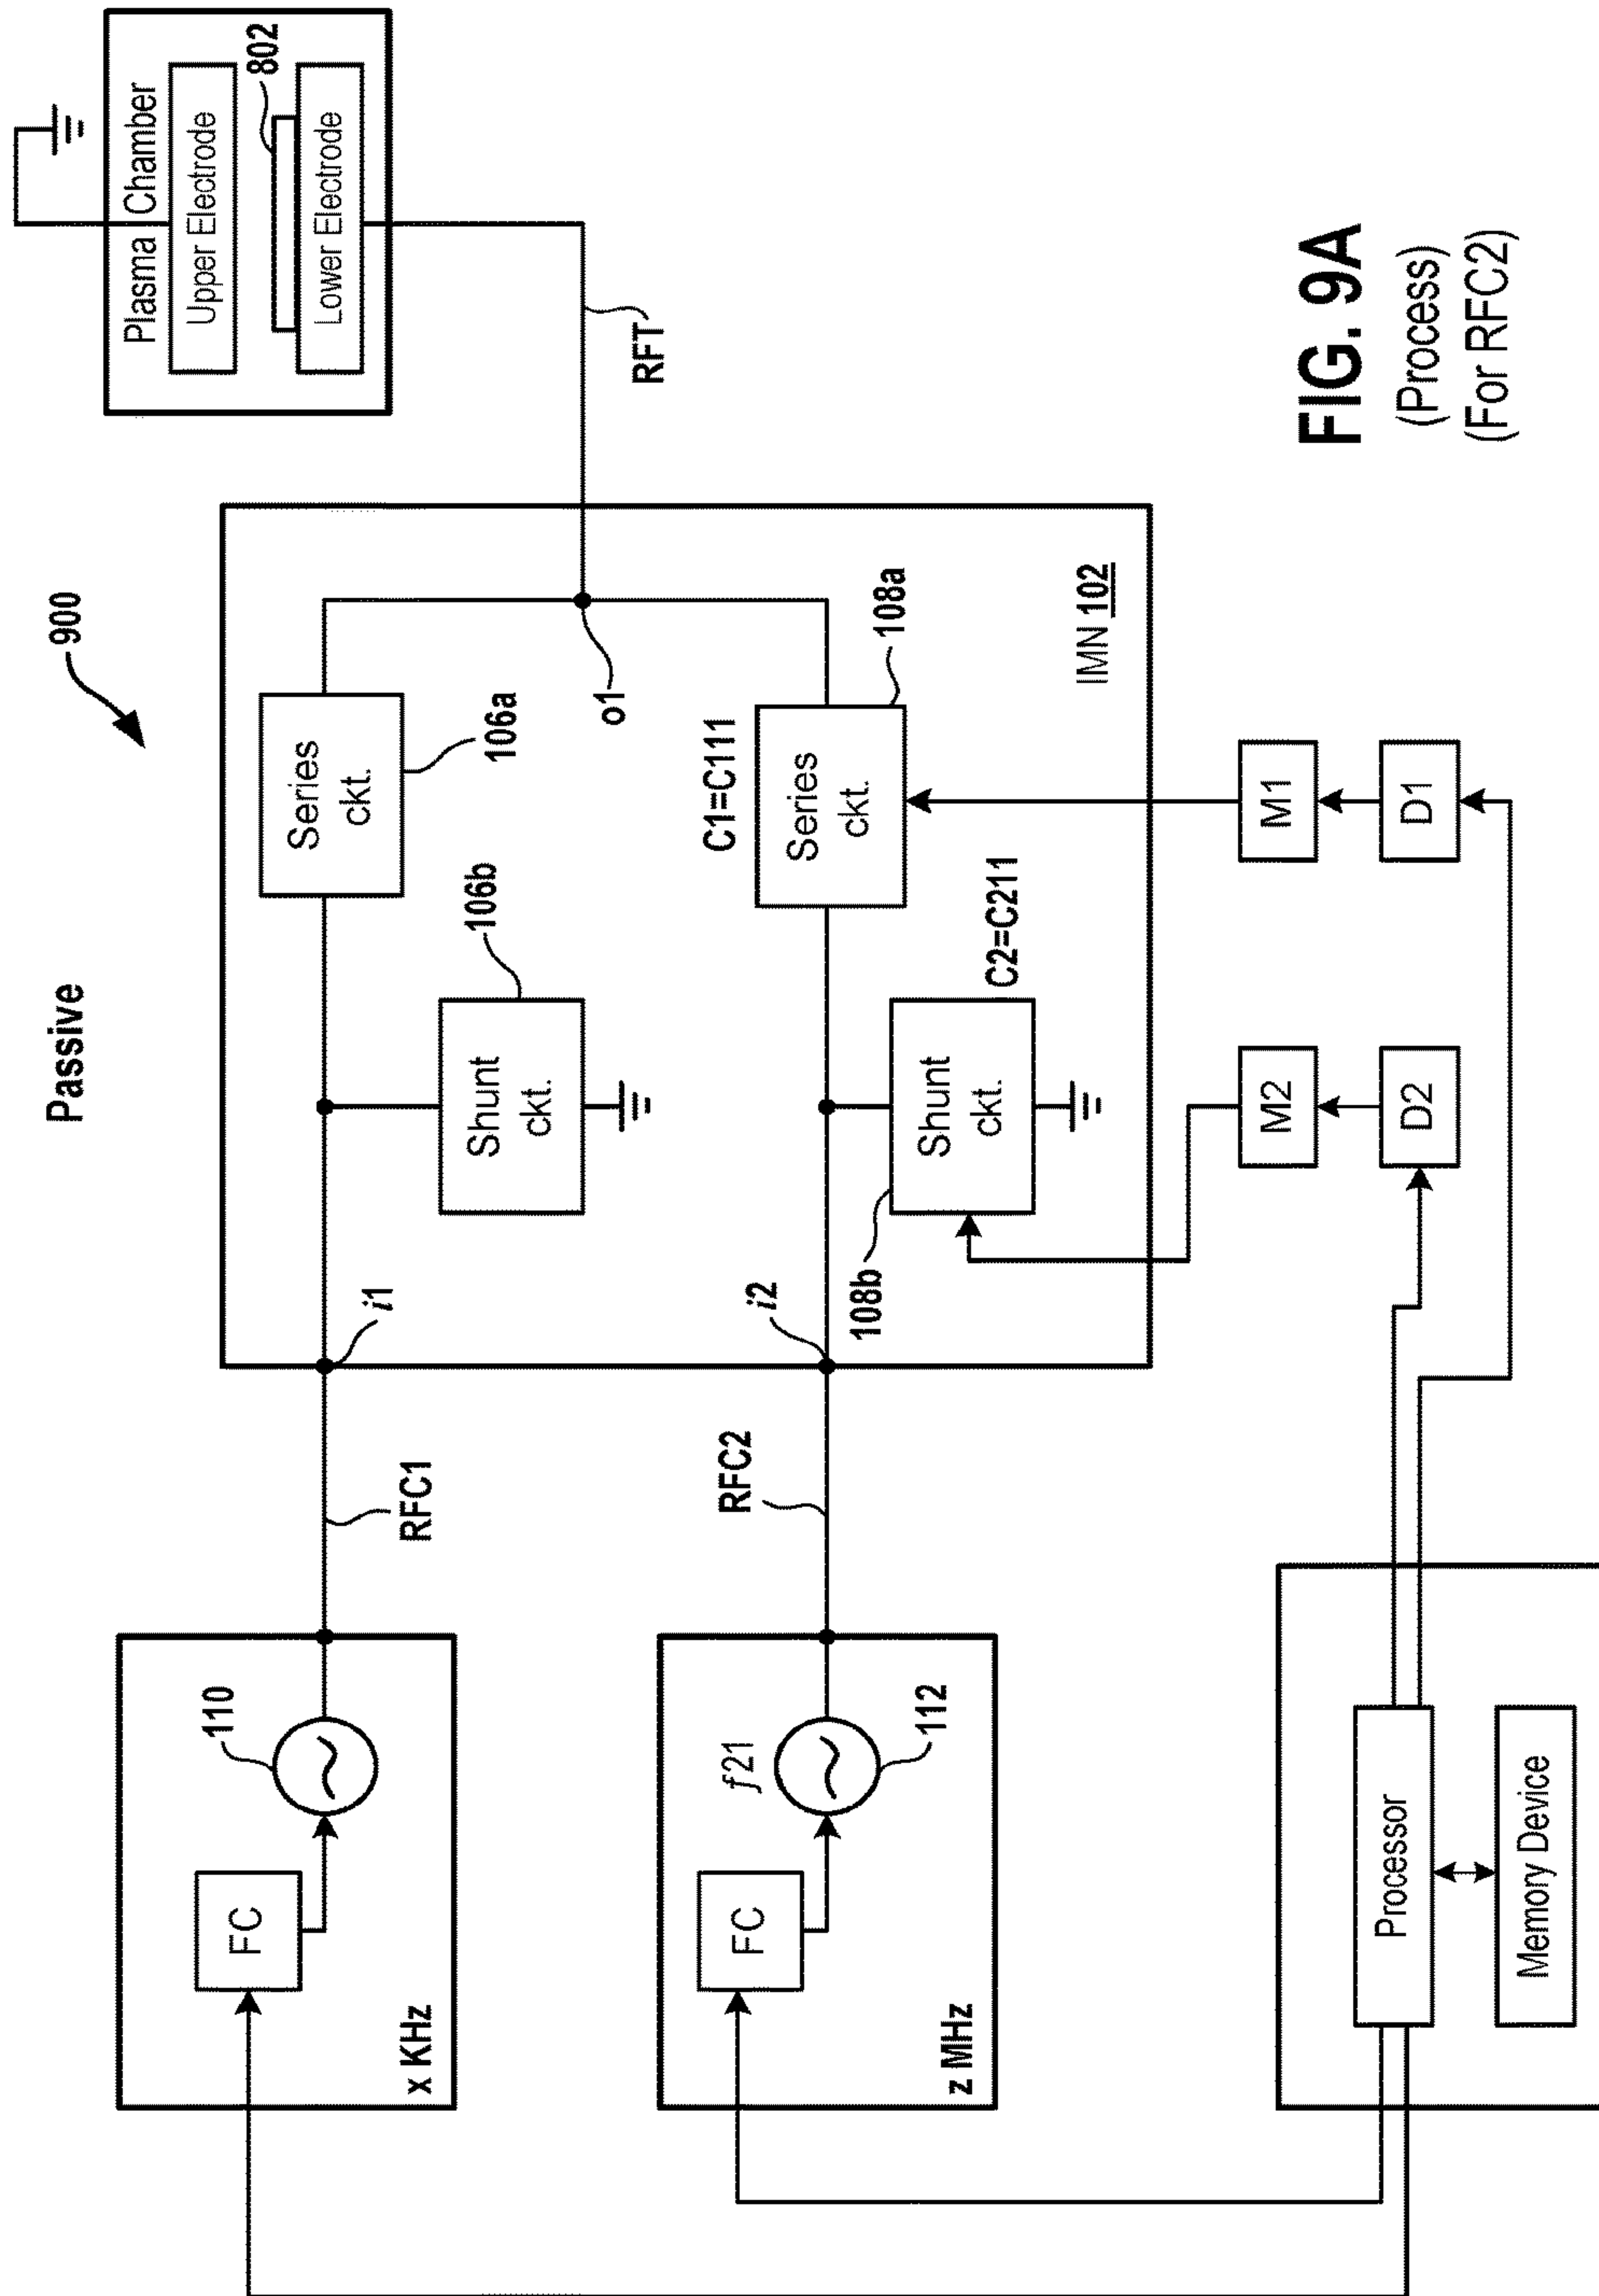 Passive
900
x KHz
FC
110
RFC1
i1
Shunt
ckt.
106b
Series
ckt.
106a
o1
RFT
Plasma Chamber
Upper Electrode
802
Lower Electrode
z MHz
FC
f21
112
RFC2
i2
108b
Shunt
ckt.
C2=C211
C1=C111
Series
ckt.
108a
IMN 102
M2
D2
M1
D1
Processor
Memory Device
FIG. 9A
(Process)
(For RFC2)